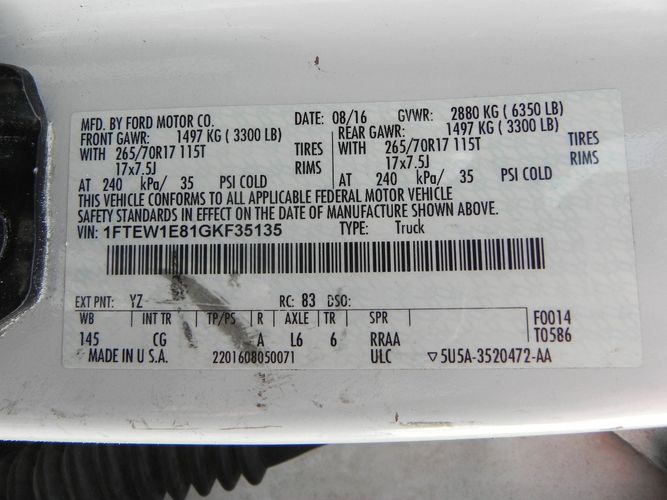 MFD. BY FORD MOTOR CO. DATE: 08/16 GVWR: 2880 KG ( 6350 LB)
FRONT GAWR: 1497 KG ( 3300 LB) REAR GAWR: 1497 KG ( 3300 LB)
WITH 265/70R17 115T TIRES WITH 265/70R17 115T TIRES
17x7.5J RIMS 17x7.5J RIMS
AT 240 kPa/ 35 PSI COLD AT 240 kPa/ 35 PSI COLD
THIS VEHICLE CONFORMS TO ALL APPLICABLE FEDERAL MOTOR VEHICLE
SAFETY STANDARDS IN EFFECT ON THE DATE OF MANUFACTURE SHOWN ABOVE.
VIN: 1FTEW1E81GKF35135 TYPE: Truck
EXT PNT: YZ RC: 83 DSO:
WB INT TR TP/PS R AXLE TR SPR F0014
145 CG A L6 6 RRAA T0586
MADE IN U.S.A. 2201608050071 ULC ▽5U5A-3520472-AA